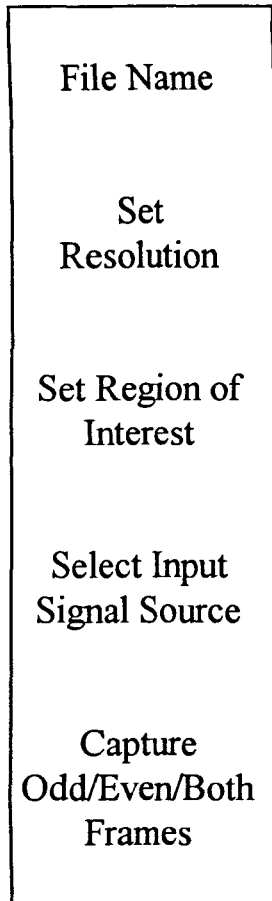 File Name
Set
Resolution
Set Region of
Interest
Select Input
Signal Source
Capture
Odd/Even/Both
Frames